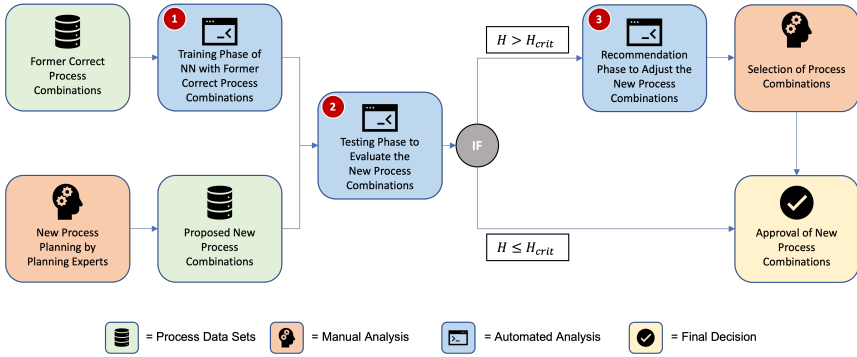 1
Training Phase of
NN with Former
Correct Process
Combinations
Former Correct
Process
Combinations
2
Testing Phase to
Evaluate the
New Process
Combinations
New Process
Planning by
Planning Experts
Proposed New
Process
Combinations
IF
H > H_crit
H ≤ H_crit
3
Recommendation
Phase to Adjust the
New Process
Combinations
Selection of Process
Combinations
Approval of New
Process
Combinations
= Process Data Sets
= Manual Analysis
= Automated Analysis
= Final Decision